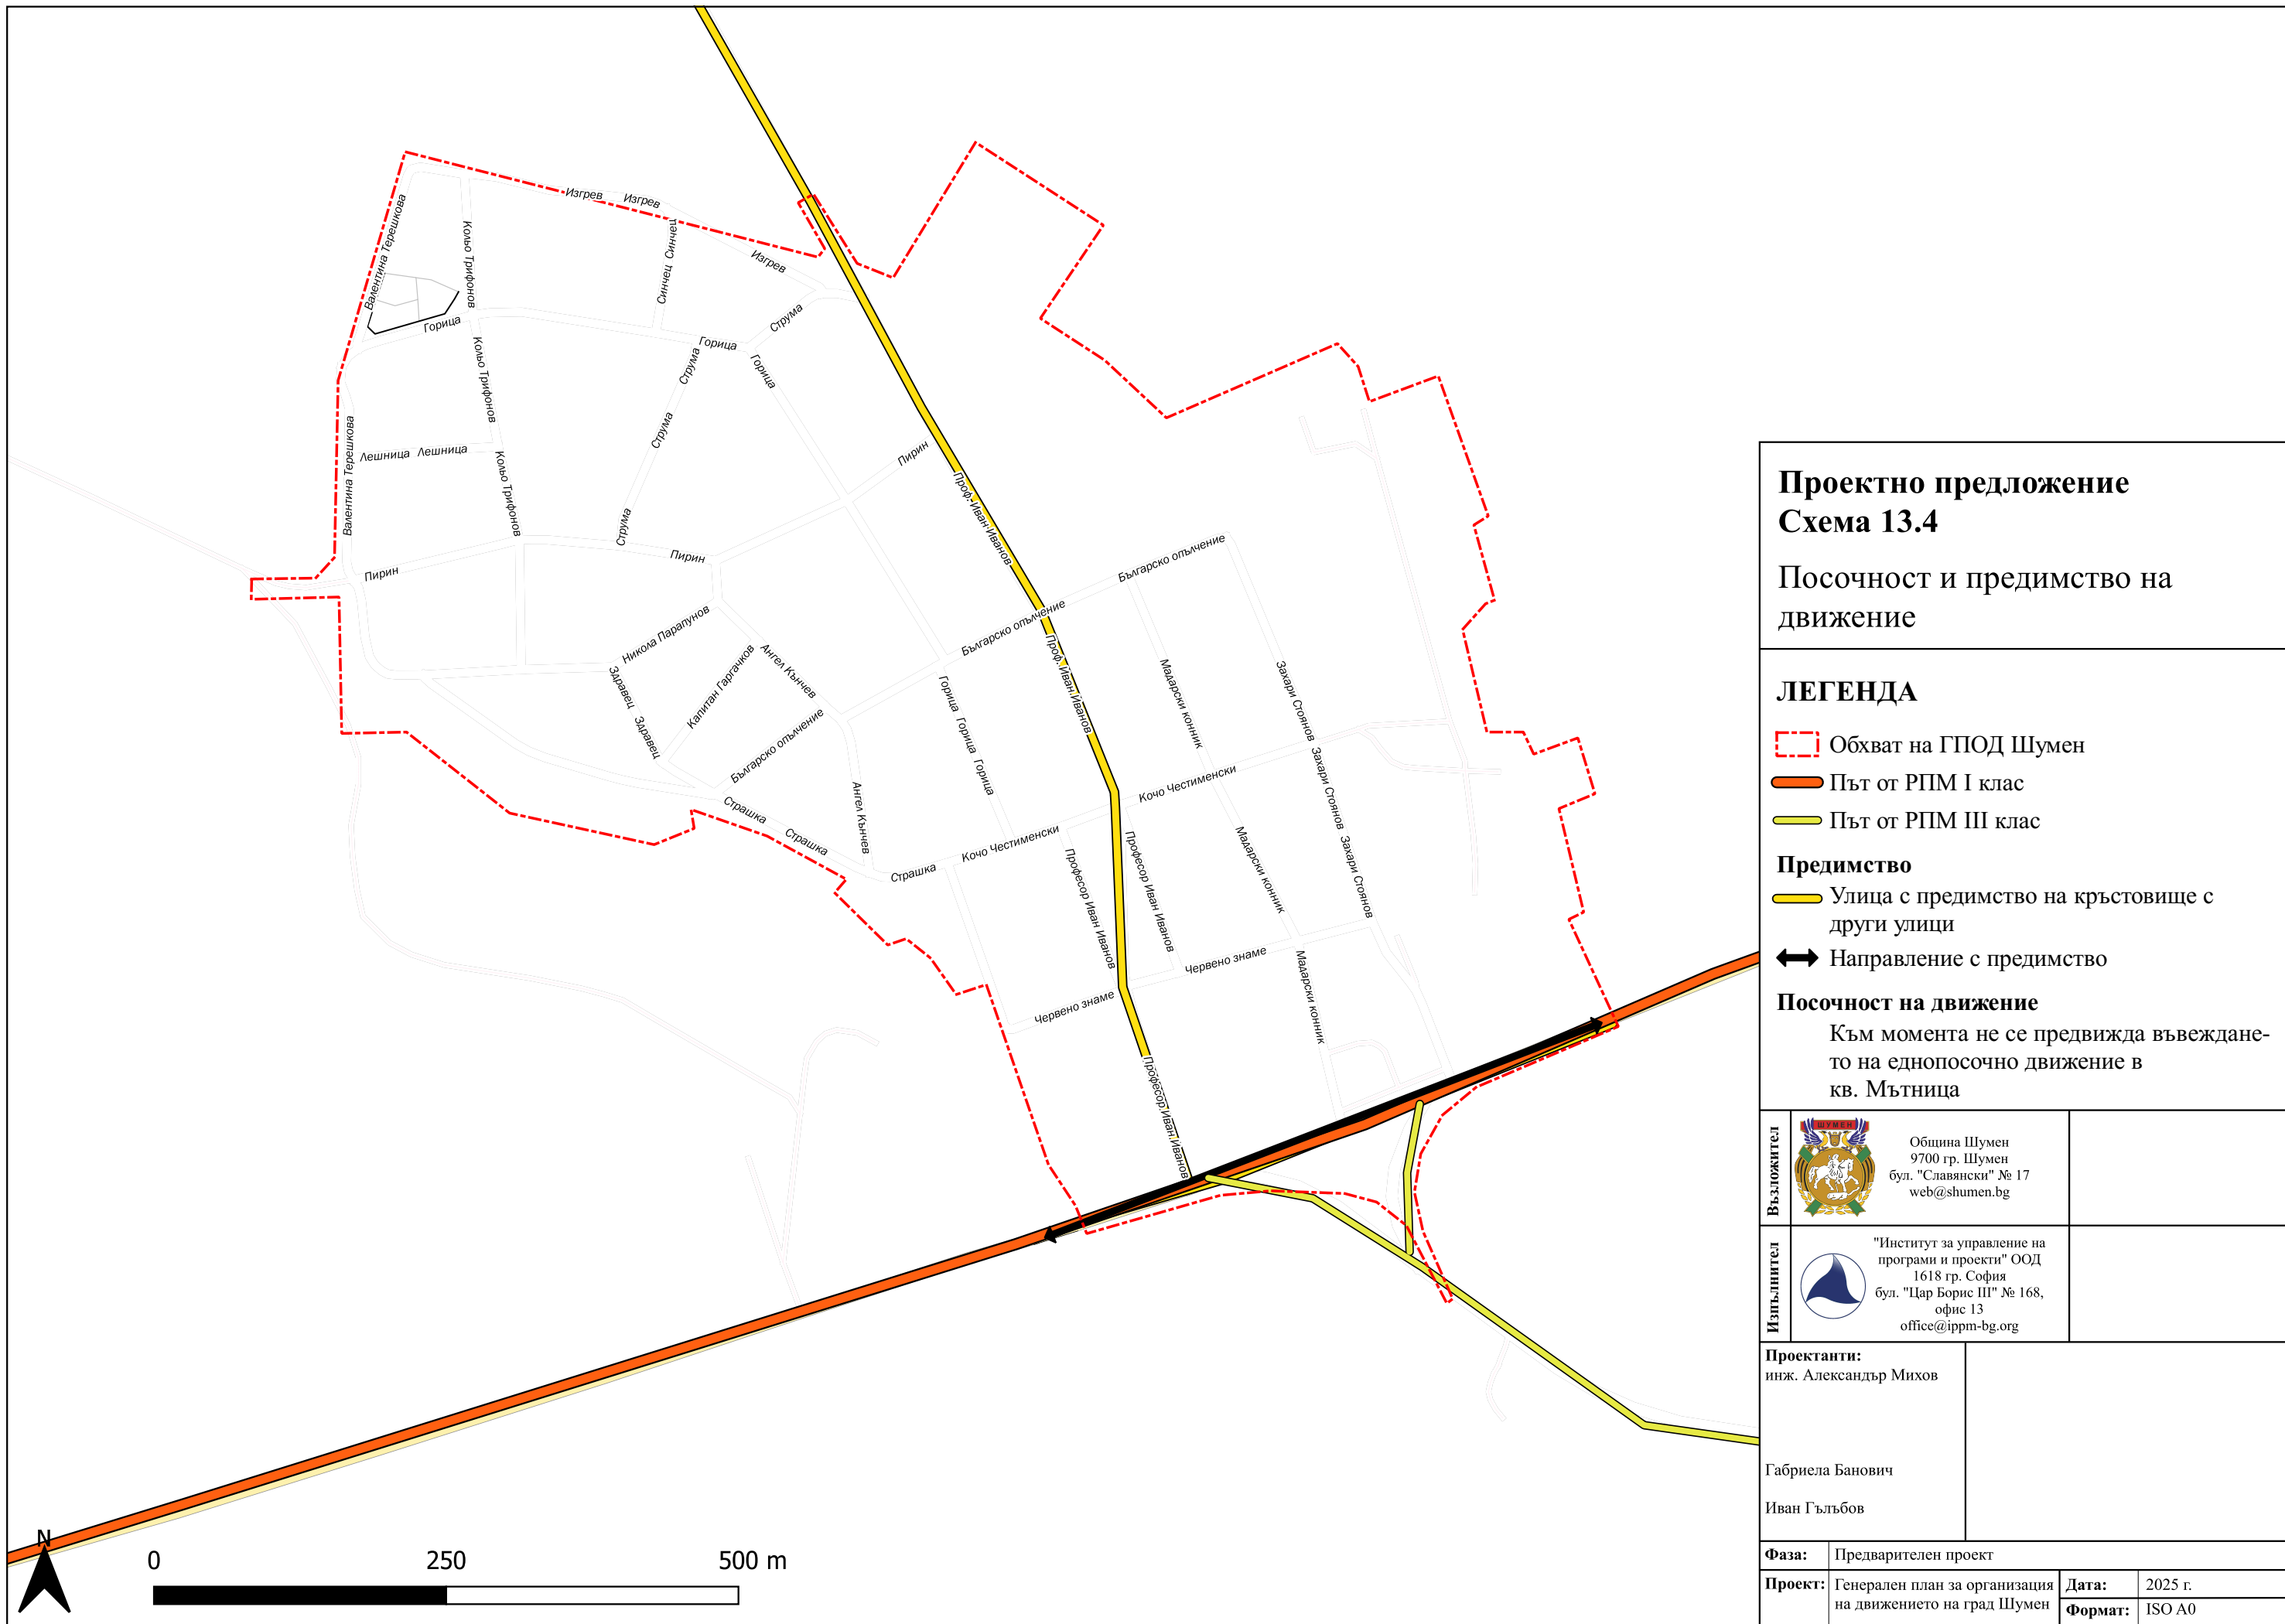 Изгрев
Изгрев
Изгрев
Валентина Терешкова
Кольо Трифонов
Синчец
Синчец
Горица
Струма
Горица
Горица
Кольо Трифонов
Струма
Струма
Струма
Валентина Терешкова
Лешница
Лешница
Кольо Трифонов
Пирин
Пирин
Пирин
Проф. Иван Иванов
Българско опълчение
Българско опълчение
Никола Парапунов
Ангел Кънчев
Капитан Гаргачков
Здравец
Здравец
Българско опълчение
Проф. Иван Иванов
Мадарски конник
Захари Стоянов
Горица
Горица
Горица
Захари Стоянов
Кочо Честименски
Ангел Кънчев
Страшка
Страшка
Страшка
Кочо Честименски
Професор Иван Иванов
Професор Иван Иванов
Мадарски конник
Захари Стоянов
Червено знаме
Червено знаме
Мадарски конник
Професор Иван Иванов
N
0
250
500 m
Проектно предложение
Схема 13.4
Посочност и предимство на
движение
ЛЕГЕНДА
Обхват на ГПОД Шумен
Път от РПМ I клас
Път от РПМ III клас
Предимство
Улица с предимство на кръстовище с
други улици
Направление с предимство
Посочност на движение
Към момента не се предвижда въвеждане-
то на еднопосочно движение в
кв. Мътница
Възложител
ШУМЕН
Община Шумен
9700 гр. Шумен
бул. "Славянски" № 17
web@shumen.bg
Изпълнител
"Институт за управление на
програми и проекти" ООД
1618 гр. София
бул. "Цар Борис III" № 168,
офис 13
office@ippm-bg.org
Проектанти:
инж. Александър Михов
Габриела Банович
Иван Гълъбов
Фаза: Предварителен проект
Проект: Генерален план за организация
на движението на град Шумен
Дата: 2025 г.
Формат: ISO A0